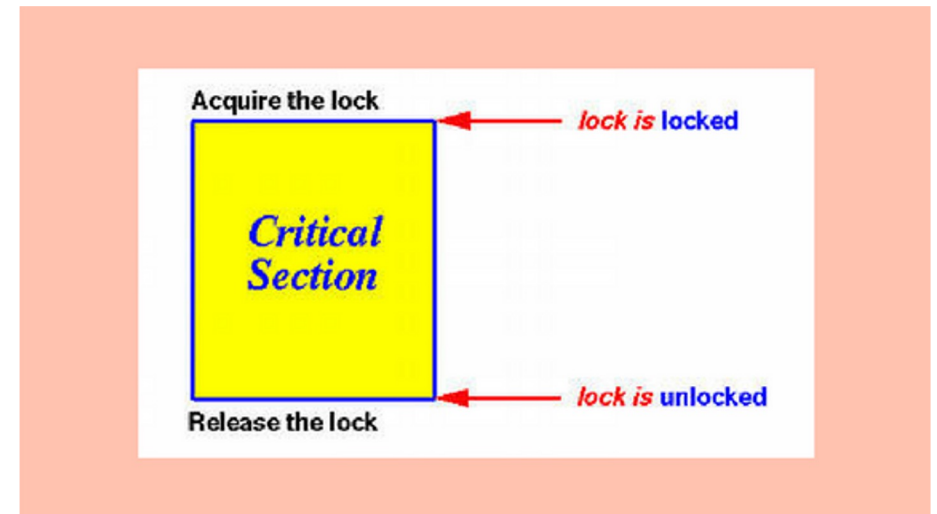 Acquire the lock
lock is locked
Critical
Section
lock is unlocked
Release the lock